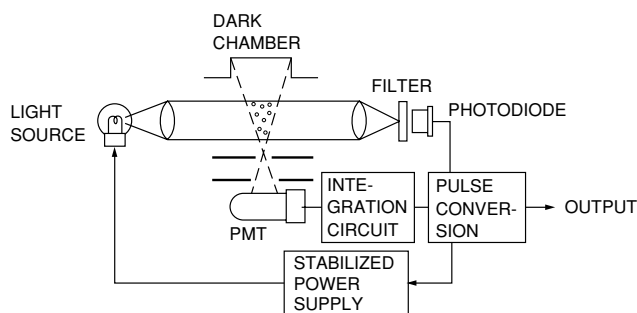 DARK
CHAMBER
FILTER
LIGHT
SOURCE
PHOTODIODE
PMT
INTE-
GRATION
CIRCUIT
PULSE
CONVER-
SION
OUTPUT
STABILIZED
POWER
SUPPLY